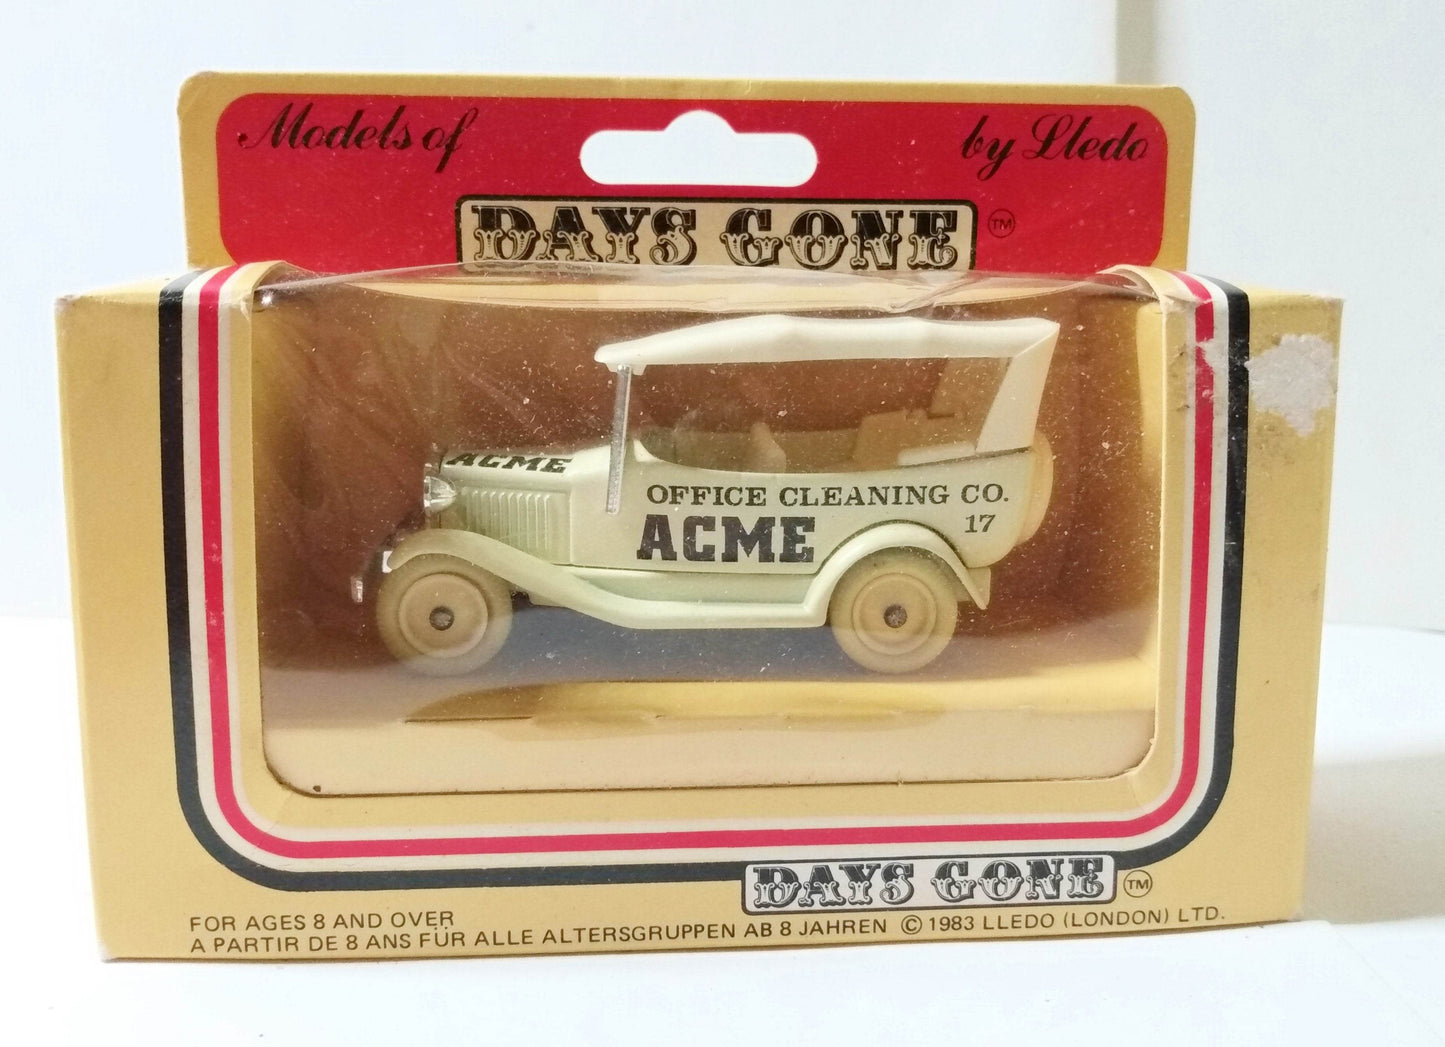 Models of
by Lledo
DAYS GONE ™
ACME
OFFICE CLEANING CO.
ACME 17
DAYS GONE ™
FOR AGES 8 AND OVER
A PARTIR DE 8 ANS FÜR ALLE ALTERSGRUPPEN AB 8 JAHREN © 1983 LLEDO (LONDON) LTD.